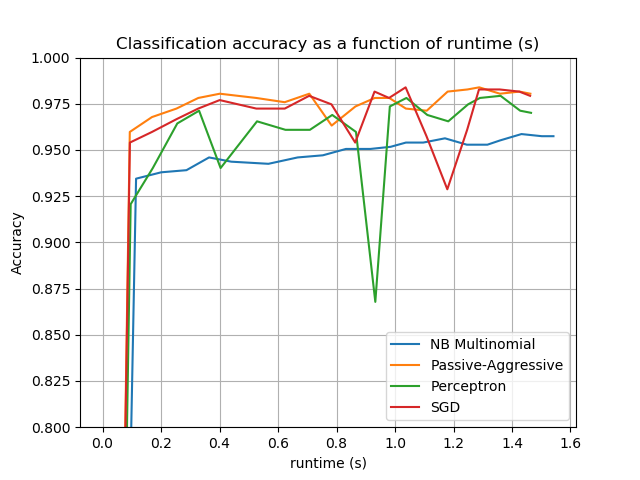 Classification accuracy as a function of runtime (s)
1.000
0.975
0.950
0.925
0.900
0.875
0.850
0.825
0.800
Accuracy
NB Multinomial
Passive-Aggressive
Perceptron
SGD
0.0 0.2 0.4 0.6 0.8 1.0 1.2 1.4 1.6
runtime (s)